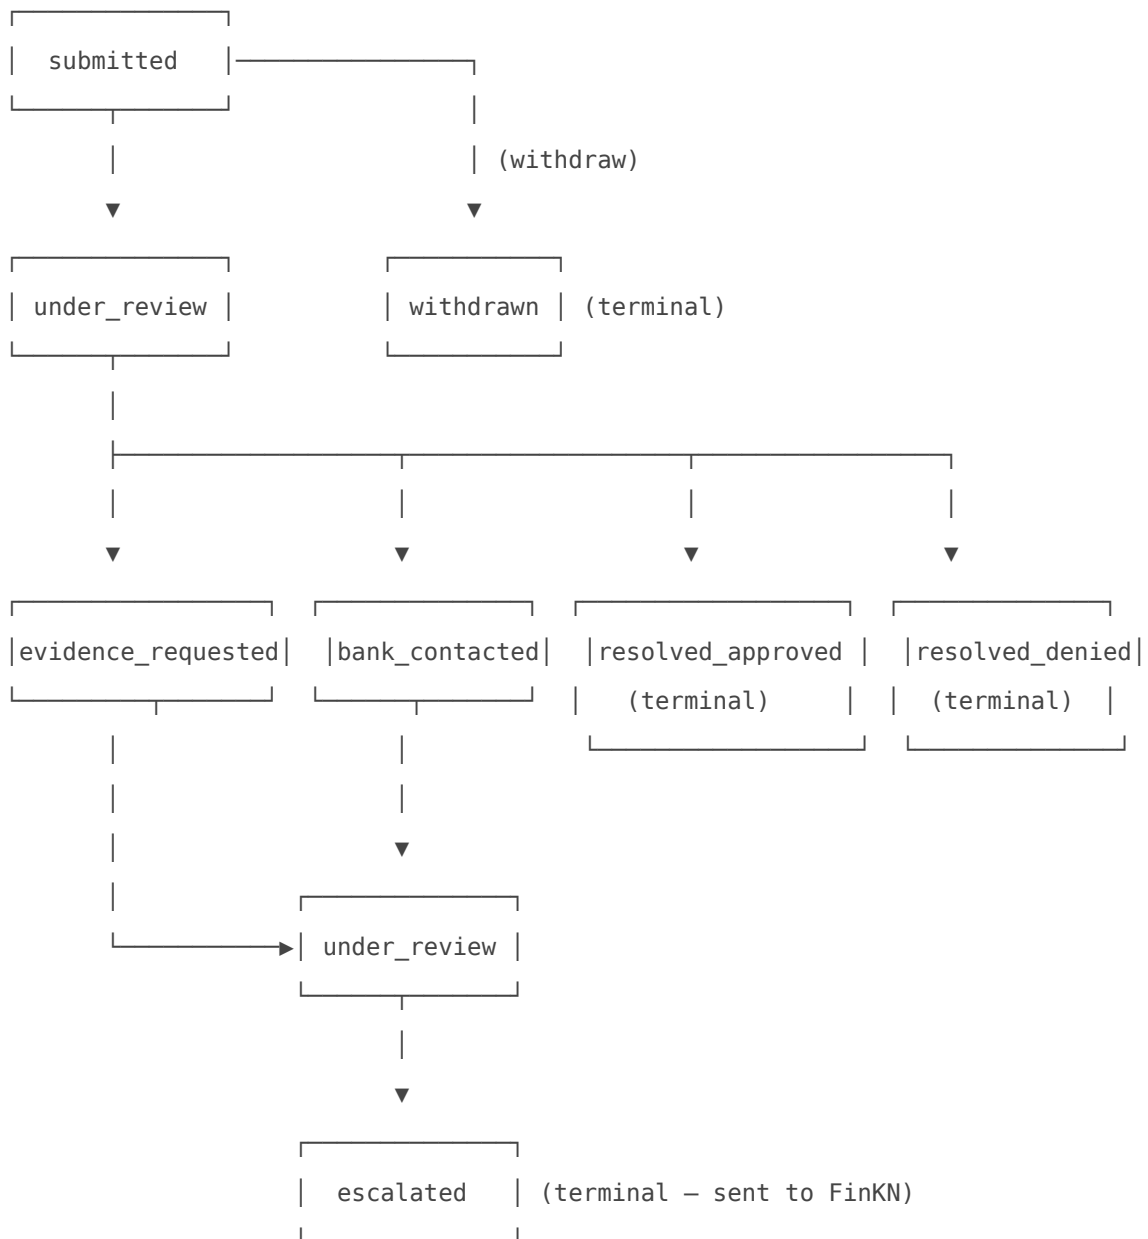 submitted
(withdraw)
under_review withdrawn (terminal)
evidence_requested bank_contacted resolved_approved resolved_denied
(terminal) (terminal)
under_review
escalated (terminal — sent to FinKN)